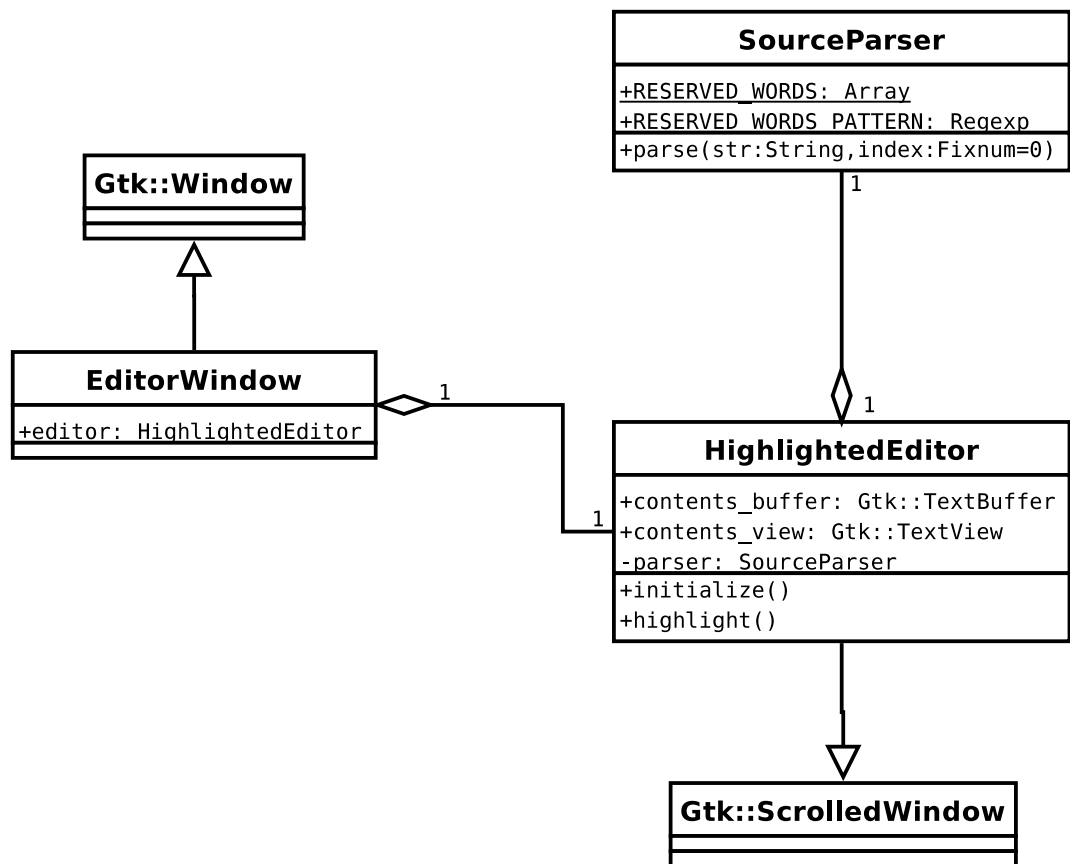 SourceParser
+RESERVED_WORDS: Array
+RESERVED_WORDS_PATTERN: Regexp
+parse(str:String,index:Fixnum=0)
1
Gtk::Window
EditorWindow
+editor: HighlightedEditor
1
1
1
HighlightedEditor
+contents_buffer: Gtk::TextBuffer
+contents_view: Gtk::TextView
-parser: SourceParser
+initialize()
+highlight()
Gtk::ScrolledWindow